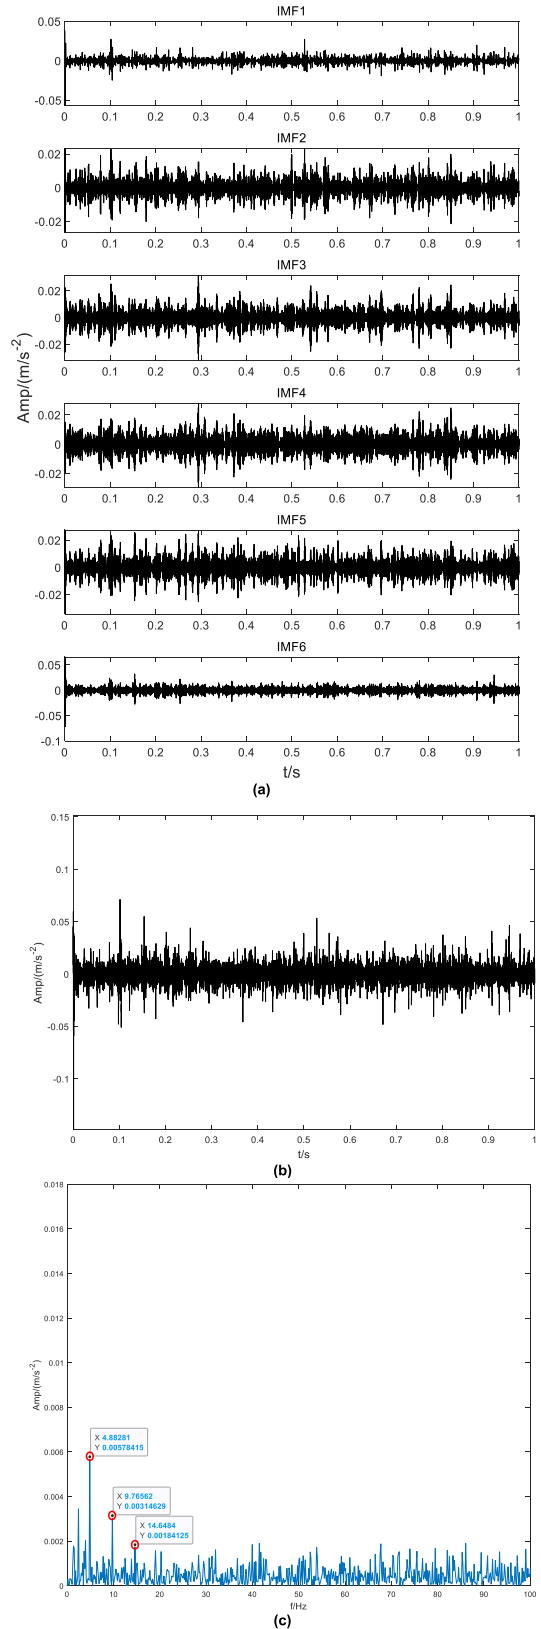 IMF1
0.05
0
-0.05
0 0.1 0.2 0.3 0.4 0.5 0.6 0.7 0.8 0.9 1
IMF2
0.02
0
-0.02
0 0.1 0.2 0.3 0.4 0.5 0.6 0.7 0.8 0.9 1
IMF3
0.02
0
-0.02
0 0.1 0.2 0.3 0.4 0.5 0.6 0.7 0.8 0.9 1
Amp/(m/s-2)
IMF4
0.02
0
-0.02
0 0.1 0.2 0.3 0.4 0.5 0.6 0.7 0.8 0.9 1
IMF5
0.02
0
-0.02
0 0.1 0.2 0.3 0.4 0.5 0.6 0.7 0.8 0.9 1
IMF6
0.05
0
-0.05
-0.1
0 0.1 0.2 0.3 0.4 0.5 0.6 0.7 0.8 0.9 1
t/s
(a)
0.15
0.1
0.05
0
-0.05
-0.1
Amp/(m/s-2)
0 0.1 0.2 0.3 0.4 0.5 0.6 0.7 0.8 0.9 1
t/s
(b)
0.018
0.016
0.014
0.012
0.01
0.008
0.006
0.004
0.002
0
Amp/(m/s-2)
X 4.88281
Y 0.00578415
X 9.76562
Y 0.00314629
X 14.6484
Y 0.00184125
0 10 20 30 40 50 60 70 80 90 100
f/Hz
(c)